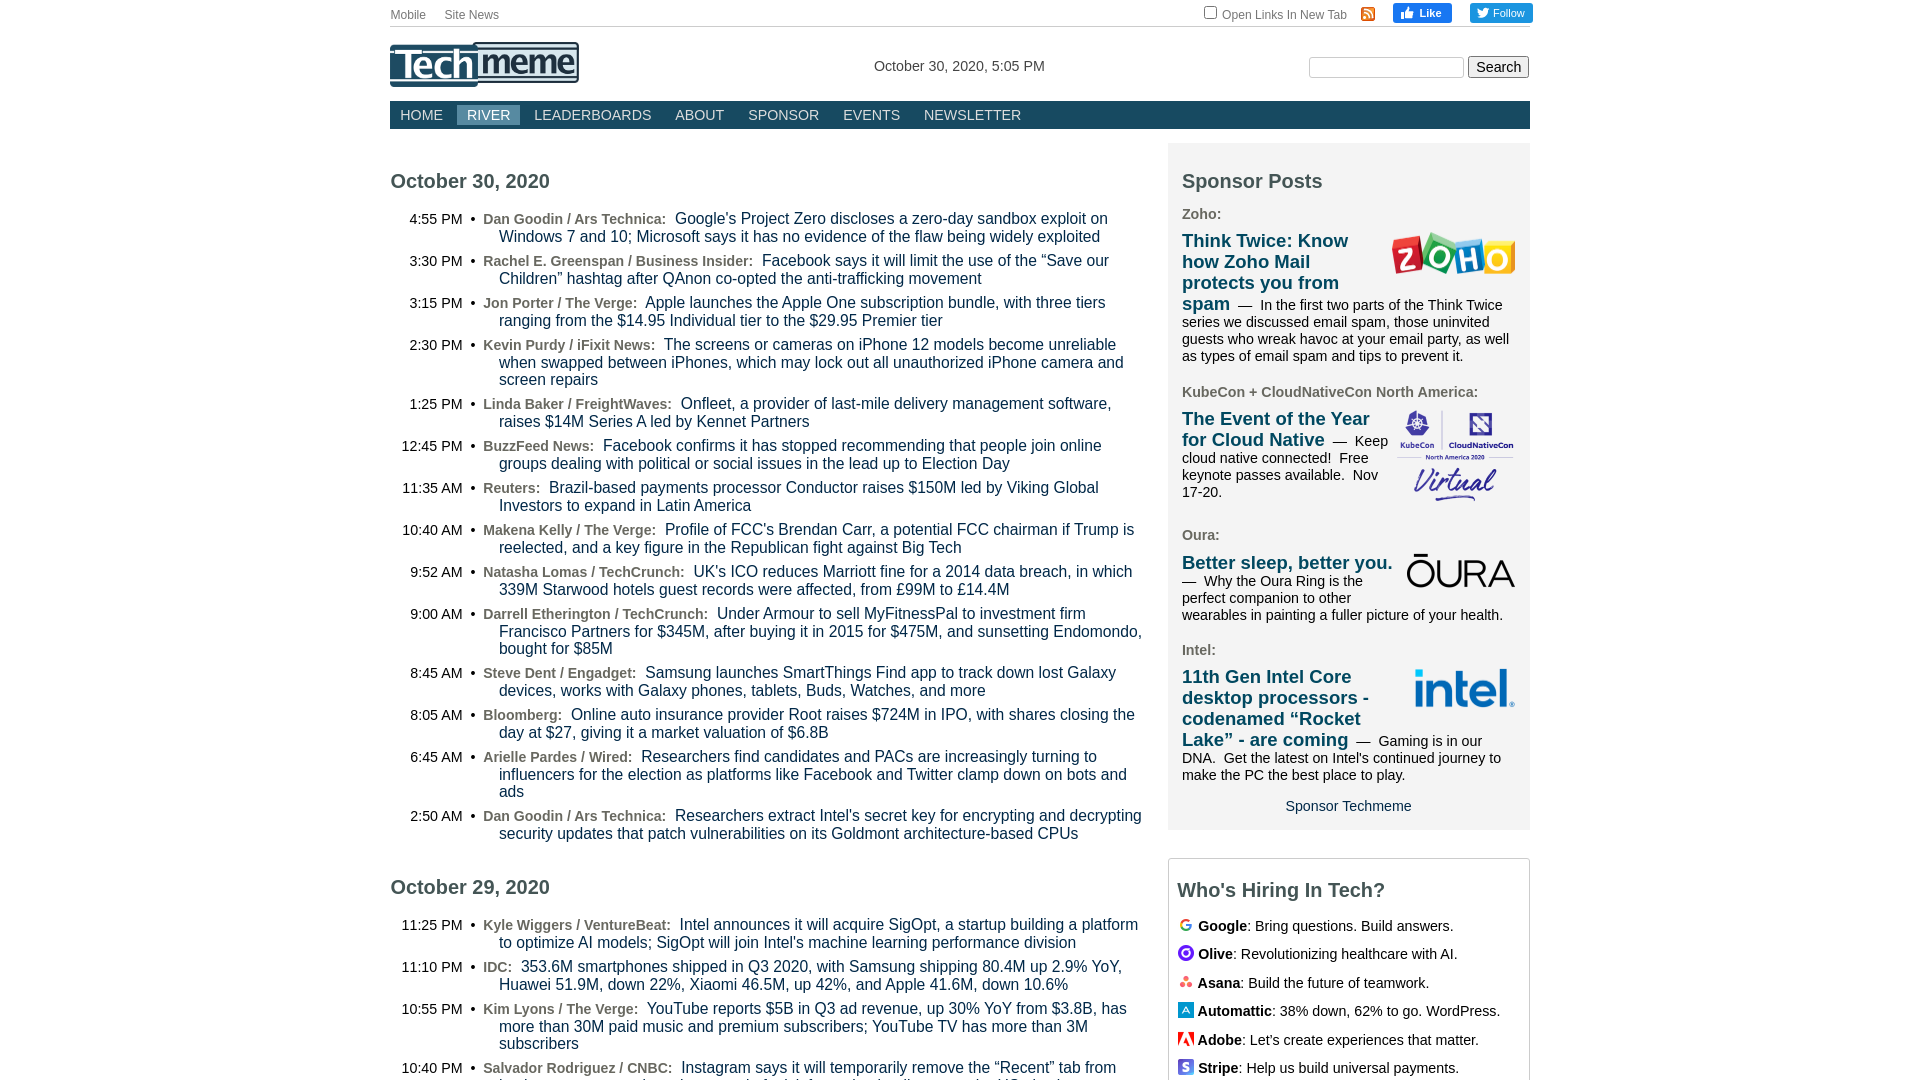 Mobile Site News Open Links In New Tab Like Follow
Techmeme October 30, 2020, 5:05 PM Search
HOME RIVER LEADERBOARDS ABOUT SPONSOR EVENTS NEWSLETTER
October 30, 2020
4:55 PM • Dan Goodin / Ars Technica: Google's Project Zero discloses a zero-day sandbox exploit on
Windows 7 and 10; Microsoft says it has no evidence of the flaw being widely exploited
3:30 PM • Rachel E. Greenspan / Business Insider: Facebook says it will limit the use of the “Save our
Children” hashtag after QAnon co-opted the anti-trafficking movement
3:15 PM • Jon Porter / The Verge: Apple launches the Apple One subscription bundle, with three tiers
ranging from the $14.95 Individual tier to the $29.95 Premier tier
2:30 PM • Kevin Purdy / iFixit News: The screens or cameras on iPhone 12 models become unreliable
when swapped between iPhones, which may lock out all unauthorized iPhone camera and
screen repairs
1:25 PM • Linda Baker / FreightWaves: Onfleet, a provider of last-mile delivery management software,
raises $14M Series A led by Kennet Partners
12:45 PM • BuzzFeed News: Facebook confirms it has stopped recommending that people join online
groups dealing with political or social issues in the lead up to Election Day
11:35 AM • Reuters: Brazil-based payments processor Conductor raises $150M led by Viking Global
Investors to expand in Latin America
10:40 AM • Makena Kelly / The Verge: Profile of FCC's Brendan Carr, a potential FCC chairman if Trump is
reelected, and a key figure in the Republican fight against Big Tech
9:52 AM • Natasha Lomas / TechCrunch: UK's ICO reduces Marriott fine for a 2014 data breach, in which
339M Starwood hotels guest records were affected, from £99M to £14.4M
9:00 AM • Darrell Etherington / TechCrunch: Under Armour to sell MyFitnessPal to investment firm
Francisco Partners for $345M, after buying it in 2015 for $475M, and sunsetting Endomondo,
bought for $85M
8:45 AM • Steve Dent / Engadget: Samsung launches SmartThings Find app to track down lost Galaxy
devices, works with Galaxy phones, tablets, Buds, Watches, and more
8:05 AM • Bloomberg: Online auto insurance provider Root raises $724M in IPO, with shares closing the
day at $27, giving it a market valuation of $6.8B
6:45 AM • Arielle Pardes / Wired: Researchers find candidates and PACs are increasingly turning to
influencers for the election as platforms like Facebook and Twitter clamp down on bots and
ads
2:50 AM • Dan Goodin / Ars Technica: Researchers extract Intel's secret key for encrypting and decrypting
security updates that patch vulnerabilities on its Goldmont architecture-based CPUs
October 29, 2020
11:25 PM • Kyle Wiggers / VentureBeat: Intel announces it will acquire SigOpt, a startup building a platform
to optimize AI models; SigOpt will join Intel's machine learning performance division
11:10 PM • IDC: 353.6M smartphones shipped in Q3 2020, with Samsung shipping 80.4M up 2.9% YoY,
Huawei 51.9M, down 22%, Xiaomi 46.5M, up 42%, and Apple 41.6M, down 10.6%
10:55 PM • Kim Lyons / The Verge: YouTube reports $5B in Q3 ad revenue, up 30% YoY from $3.8B, has
more than 30M paid music and premium subscribers; YouTube TV has more than 3M
subscribers
10:40 PM • Salvador Rodriguez / CNBC: Instagram says it will temporarily remove the “Recent” tab from
Sponsor Posts
Zoho:
Think Twice: Know
how Zoho Mail
protects you from
spam — In the first two parts of the Think Twice
series we discussed email spam, those uninvited
guests who wreak havoc at your email party, as well
as types of email spam and tips to prevent it.
ZOHO
KubeCon + CloudNativeCon North America:
The Event of the Year
for Cloud Native — Keep
cloud native connected! Free
keynote passes available. Nov
17-20.
KubeCon CloudNativeCon
North America 2020
Virtual
Oura:
Better sleep, better you.
— Why the Oura Ring is the
perfect companion to other
wearables in painting a fuller picture of your health.
ŌURA
Intel:
11th Gen Intel Core
desktop processors -
codenamed “Rocket
Lake” - are coming — Gaming is in our
DNA. Get the latest on Intel's continued journey to
make the PC the best place to play.
intel®
Sponsor Techmeme
Who's Hiring In Tech?
Google: Bring questions. Build answers.
Olive: Revolutionizing healthcare with AI.
Asana: Build the future of teamwork.
Automattic: 38% down, 62% to go. WordPress.
Adobe: Let’s create experiences that matter.
Stripe: Help us build universal payments.